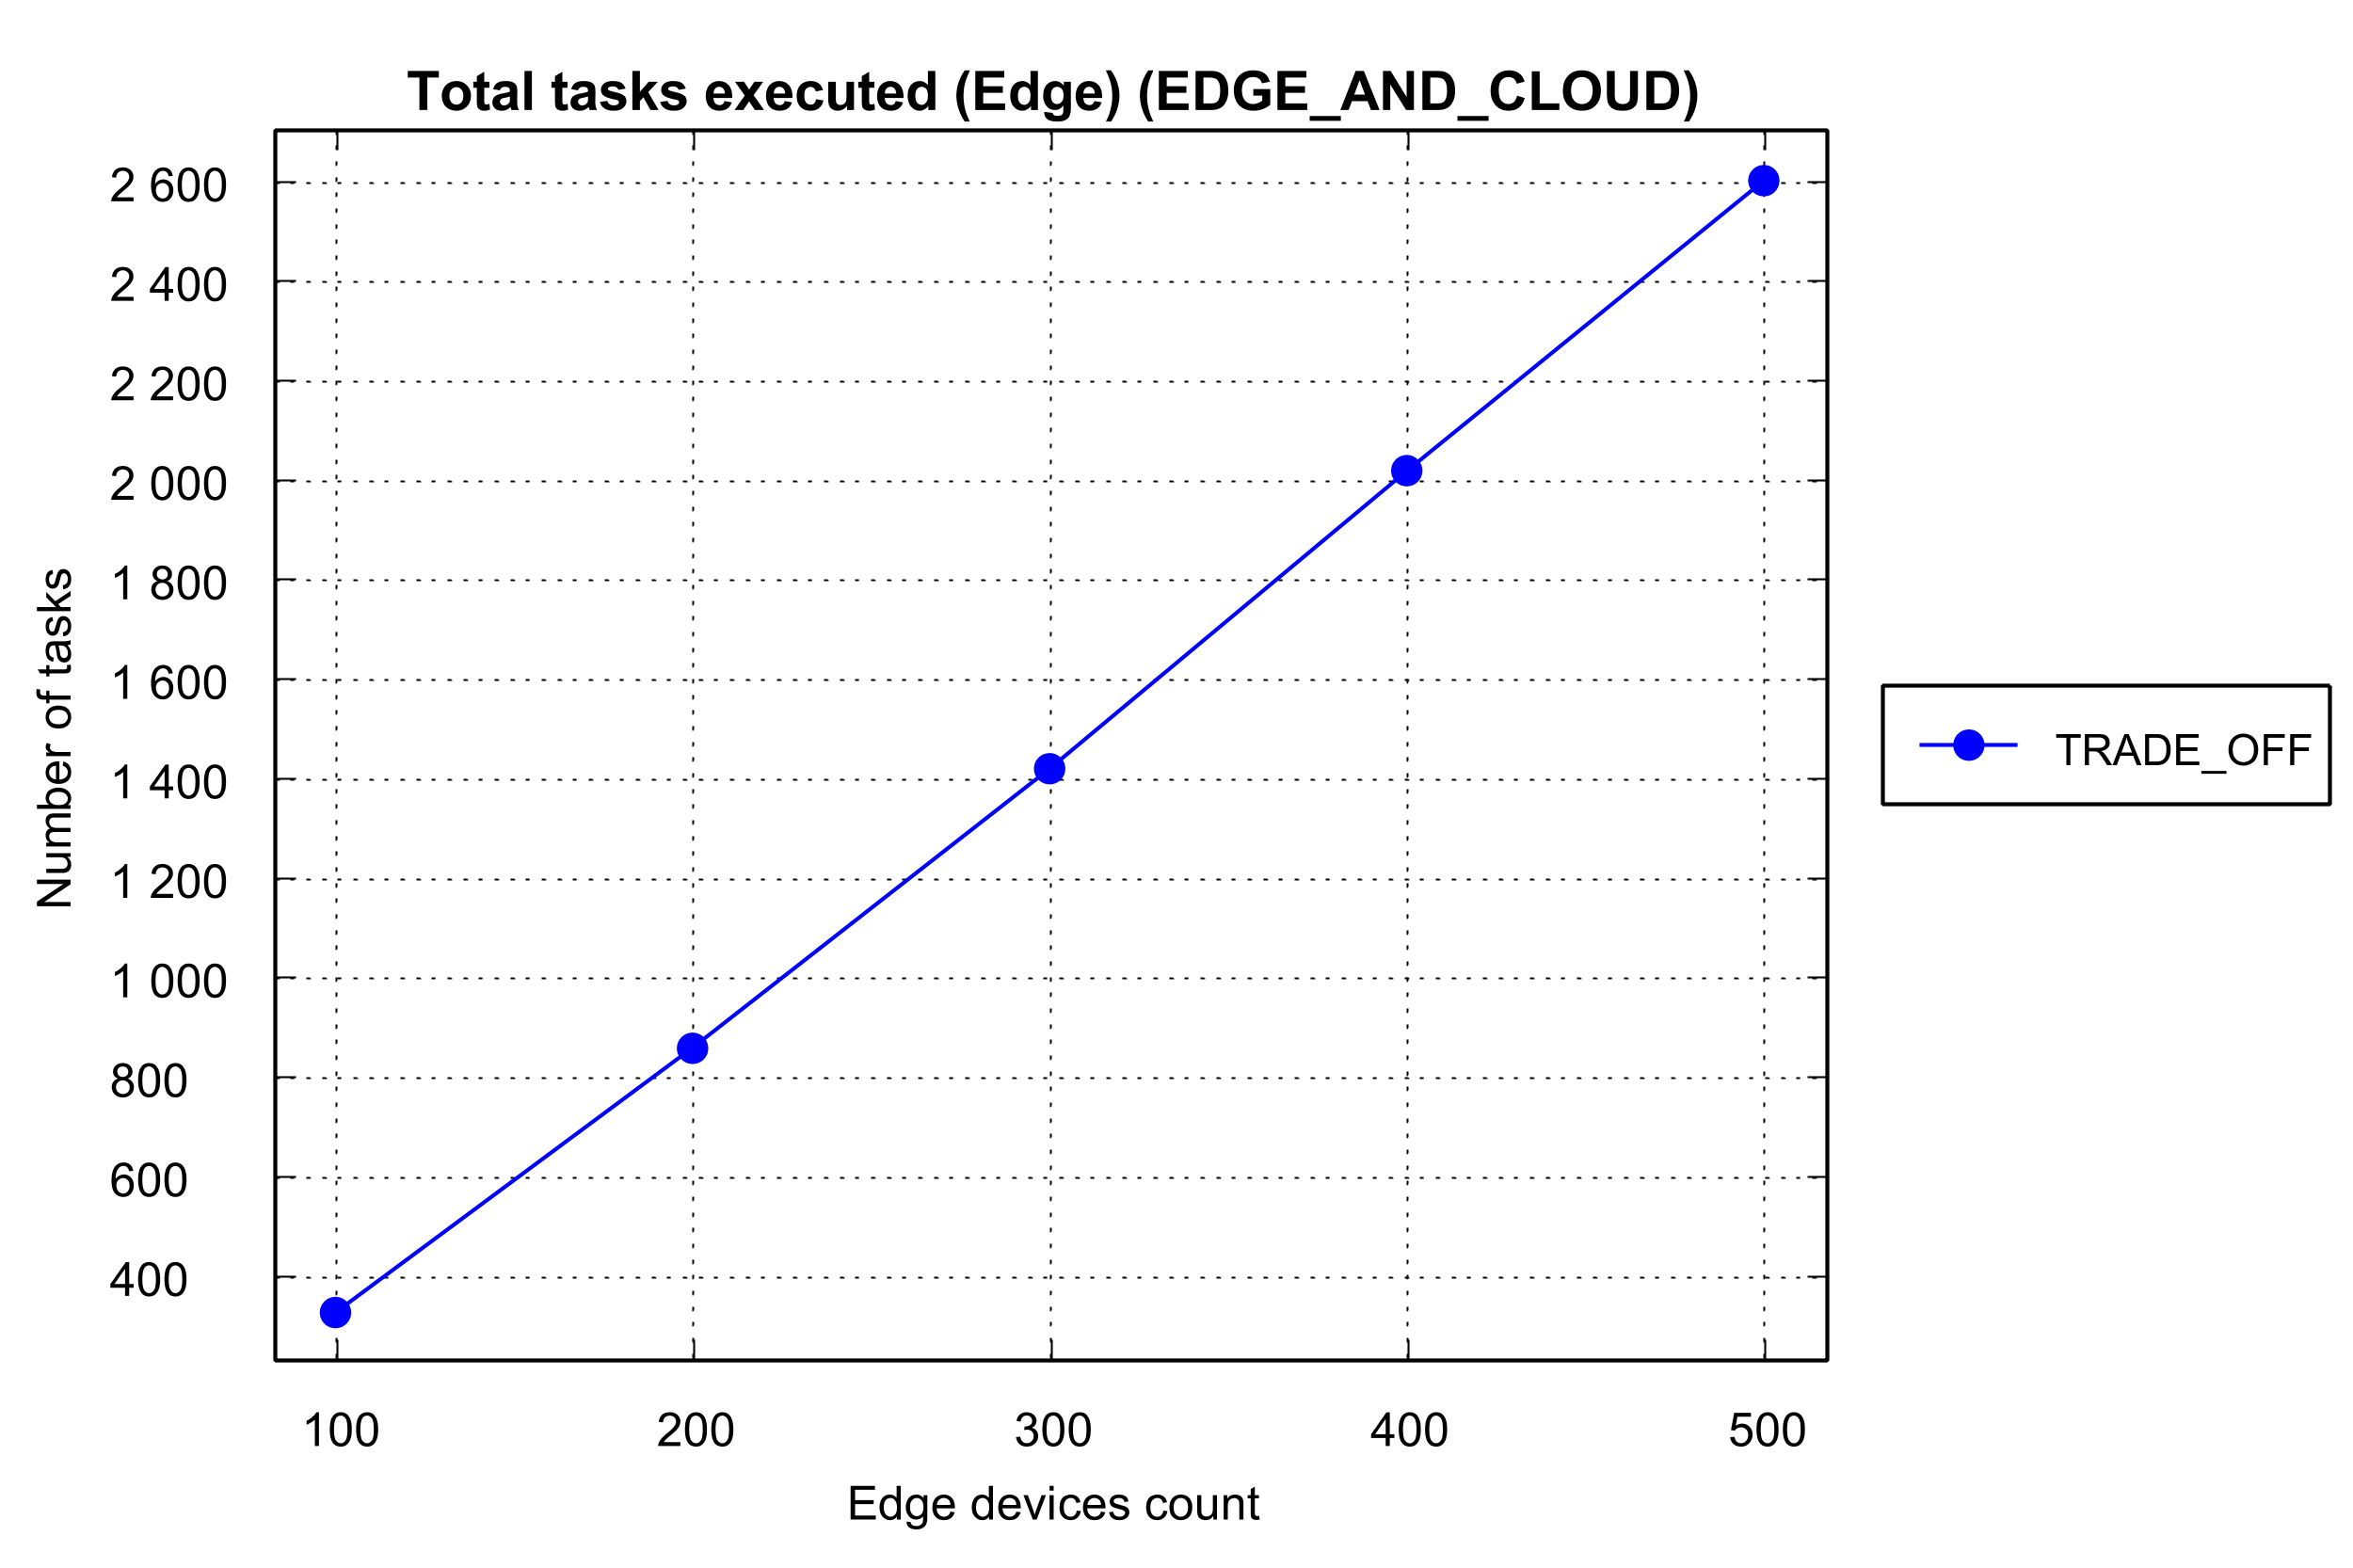 Total tasks executed (Edge) (EDGE_AND_CLOUD)
2 600
2 400
2 200
2 000
1 800
1 600
1 400
1 200
1 000
800
600
400
Number of tasks
100 200 300 400 500
Edge devices count
TRADE_OFF